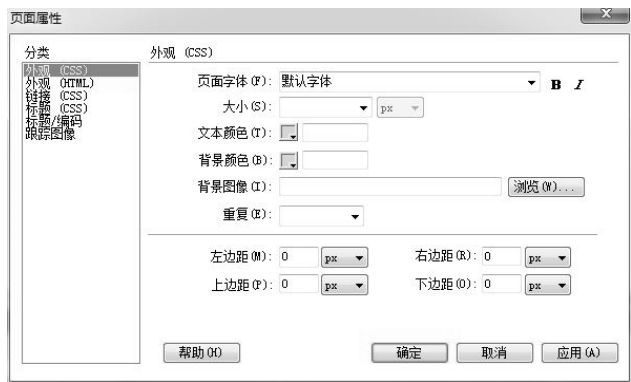 页面属性
分类
外观 (CSS)
外观 (CSS)
外观 (HTML)
链接 (CSS)
标题 (CSS)
标题/编码
跟踪图像
页面字体(F): 默认字体 B I
大小(S): px
文本颜色(T):
背景颜色(B):
背景图像(I): 浏览(W)...
重复(E):
左边距(M): 0 px 右边距(R): 0 px
上边距(P): 0 px 下边距(O): 0 px
帮助(H) 确定 取消 应用(A)